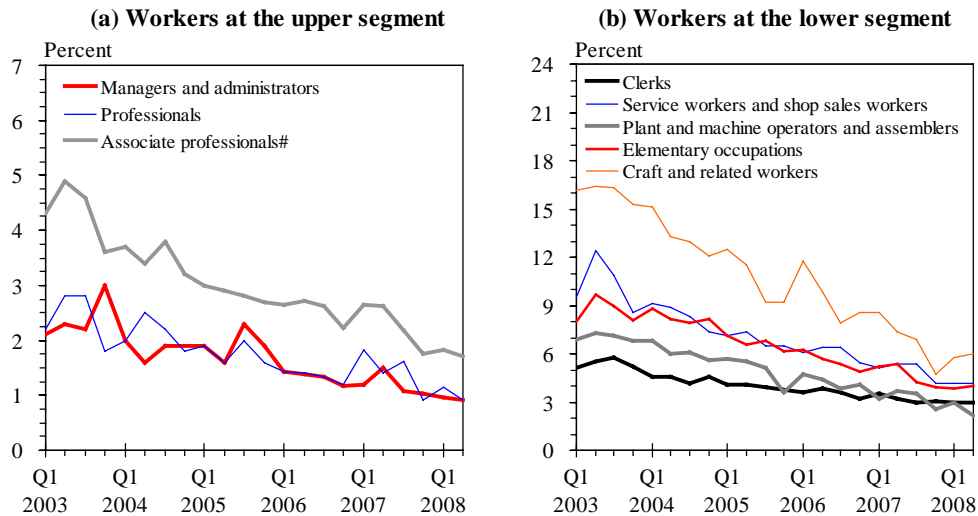 (a) Workers at the upper segment
Percent
7
6
5
4
3
2
1
0
Managers and administrators
Professionals
Associate professionals#
Q1 Q1 Q1 Q1 Q1 Q1
2003 2004 2005 2006 2007 2008
(b) Workers at the lower segment
Percent
24
21
18
15
12
9
6
3
0
Clerks
Service workers and shop sales workers
Plant and machine operators and assemblers
Elementary occupations
Craft and related workers
Q1 Q1 Q1 Q1 Q1 Q1
2003 2004 2005 2006 2007 2008